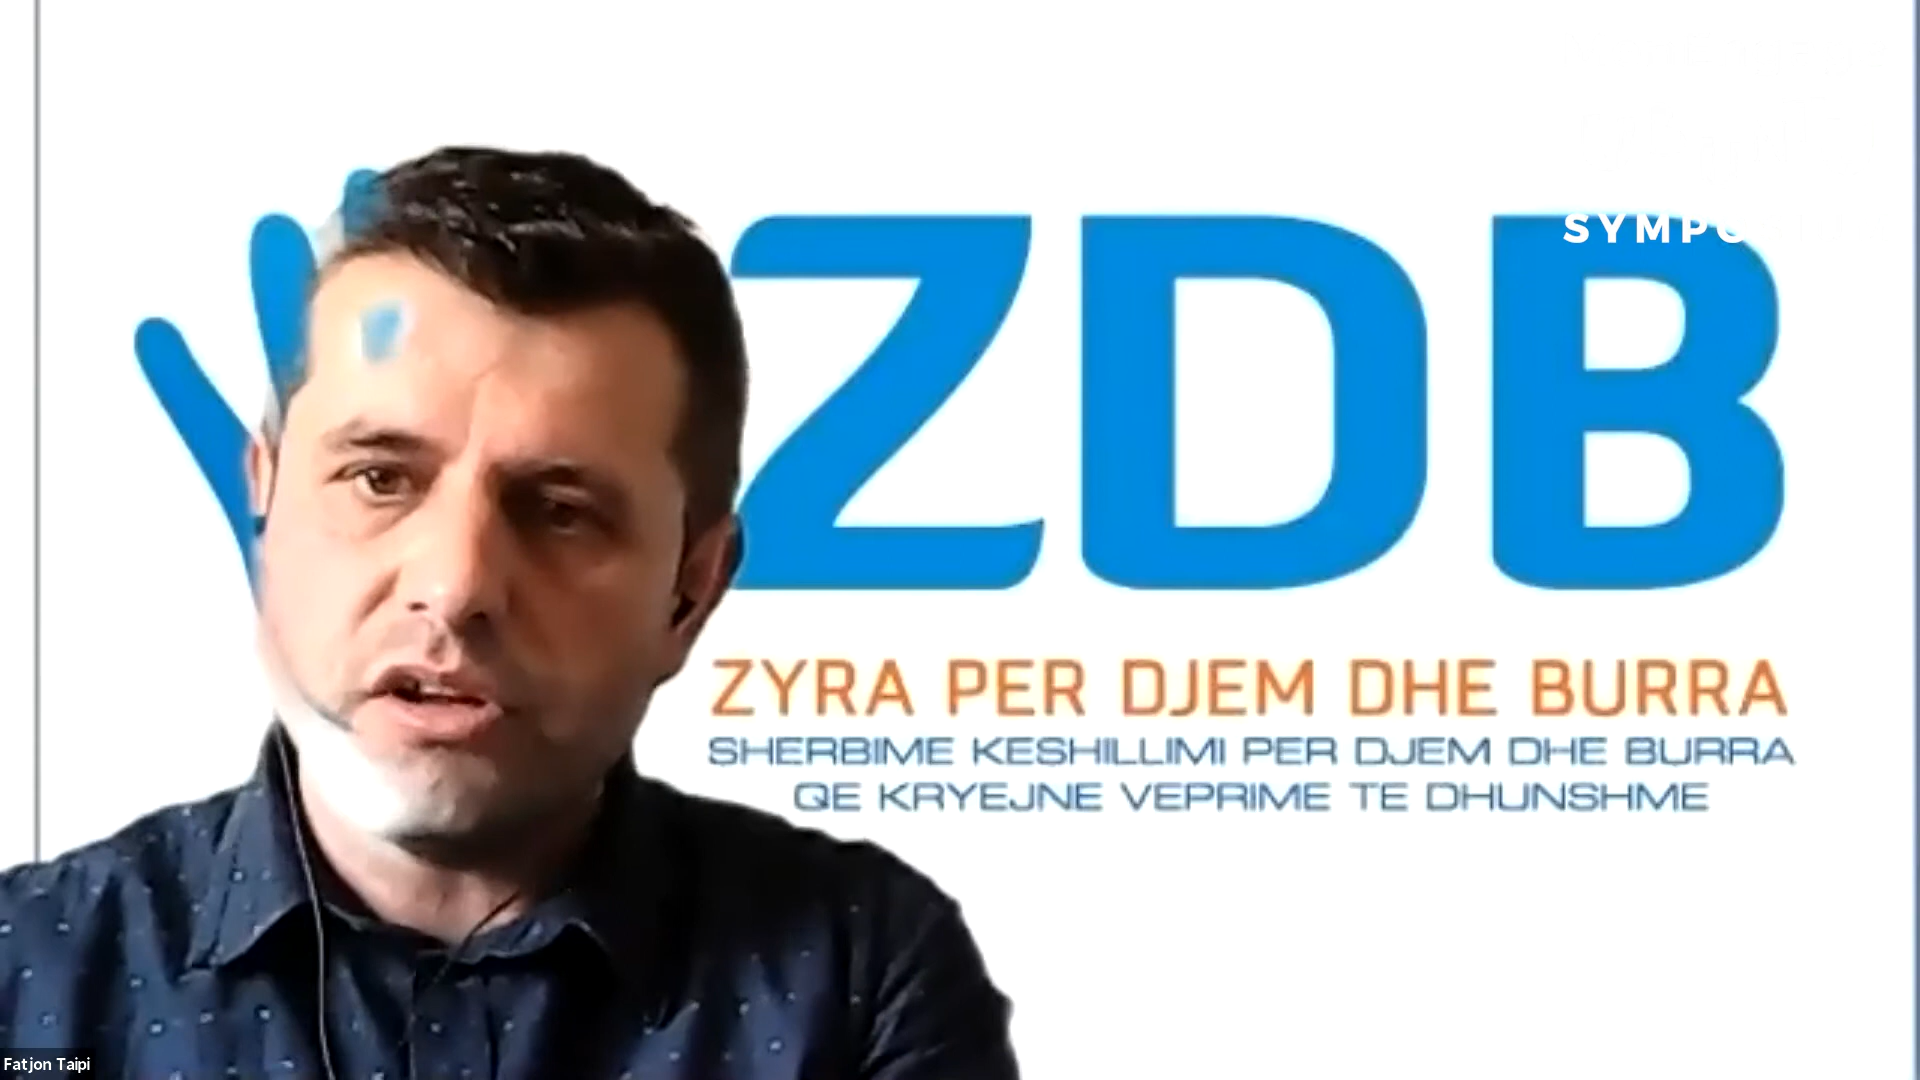 ZDB
ZYRA PER DJEM DHE BURRA
SHERBIME KESHILLIMI PER DJEM DHE BURRA
QE KRYEJNE VEPRIME TE DHUNSHME
Fatjon Taipi